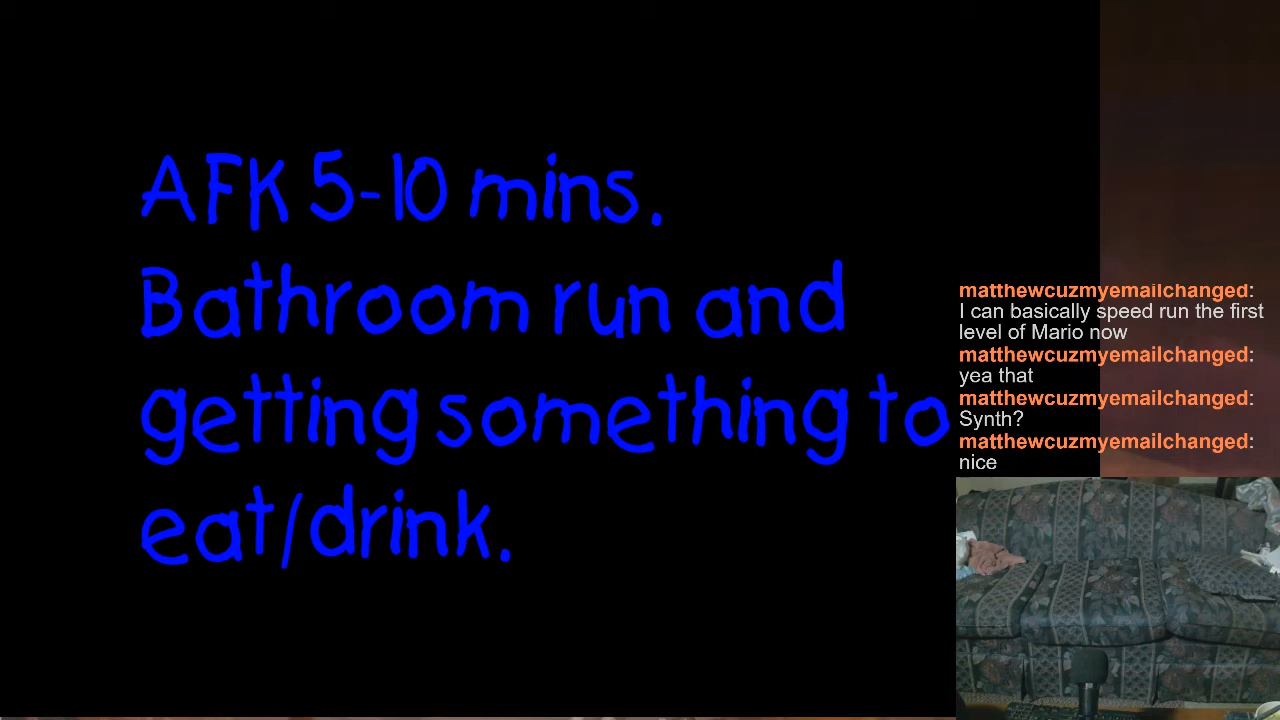 AFK 5-10 mins.
Bathroom run and
getting something to
eat/drink.
matthewcuzmyemailchanged:
I can basically speed run the first
level of Mario now
matthewcuzmyemailchanged:
yea that
matthewcuzmyemailchanged:
Synth?
matthewcuzmyemailchanged:
nice